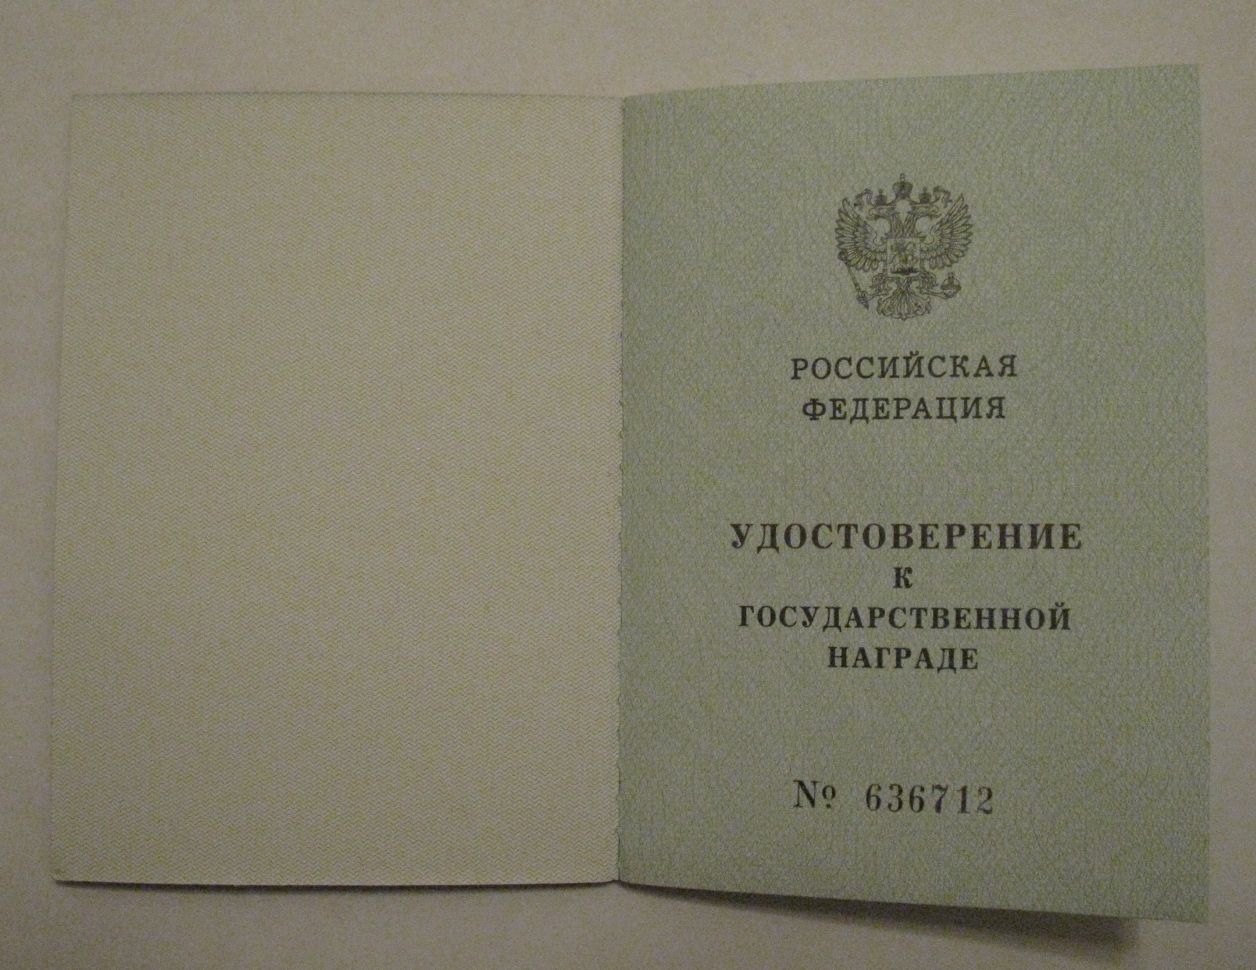 РОССИЙСКАЯ
ФЕДЕРАЦИЯ
УДОСТОВЕРЕНИЕ
К
ГОСУДАРСТВЕННОЙ
НАГРАДЕ
№ 636712